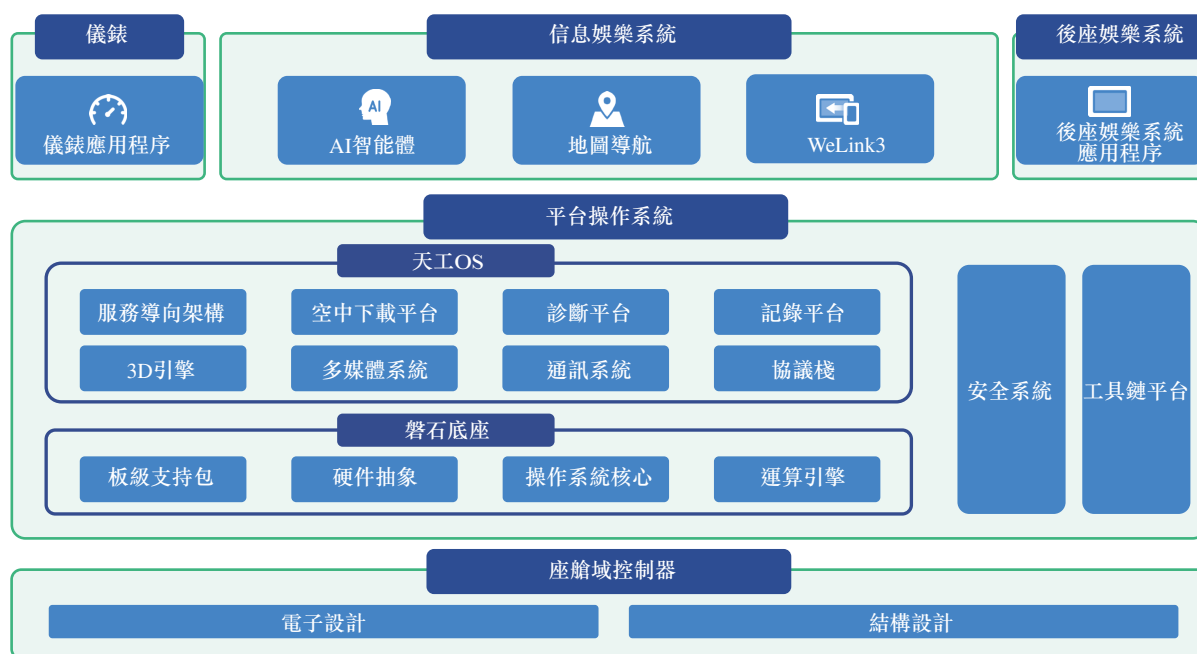 儀錶
信息娛樂系統
後座娛樂系統
儀錶應用程序
AI
AI智能體
地圖導航
WeLink3
後座娛樂系統
應用程序
平台操作系統
天工OS
服務導向架構
空中下載平台
診斷平台
記錄平台
3D引擎
多媒體系統
通訊系統
協議棧
磐石底座
板級支持包
硬件抽象
操作系統核心
運算引擎
安全系統
工具鏈平台
座艙域控制器
電子設計
結構設計